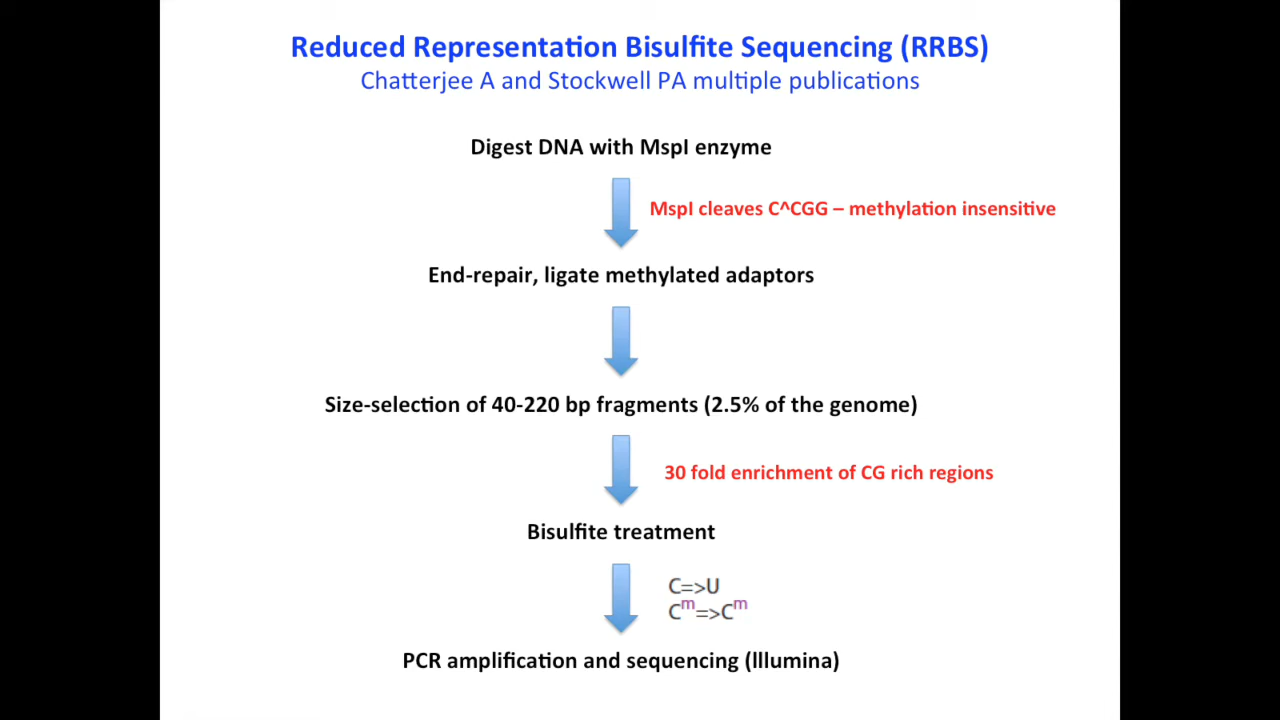 Reduced Representation Bisulfite Sequencing (RRBS)
Chatterjee A and Stockwell PA multiple publications
Digest DNA with MspI enzyme
MspI cleaves C^CGG – methylation insensitive
End-repair, ligate methylated adaptors
Size-selection of 40-220 bp fragments (2.5% of the genome)
30 fold enrichment of CG rich regions
Bisulfite treatment
C=>U
Cᵐ=>Cᵐ
PCR amplification and sequencing (Illumina)